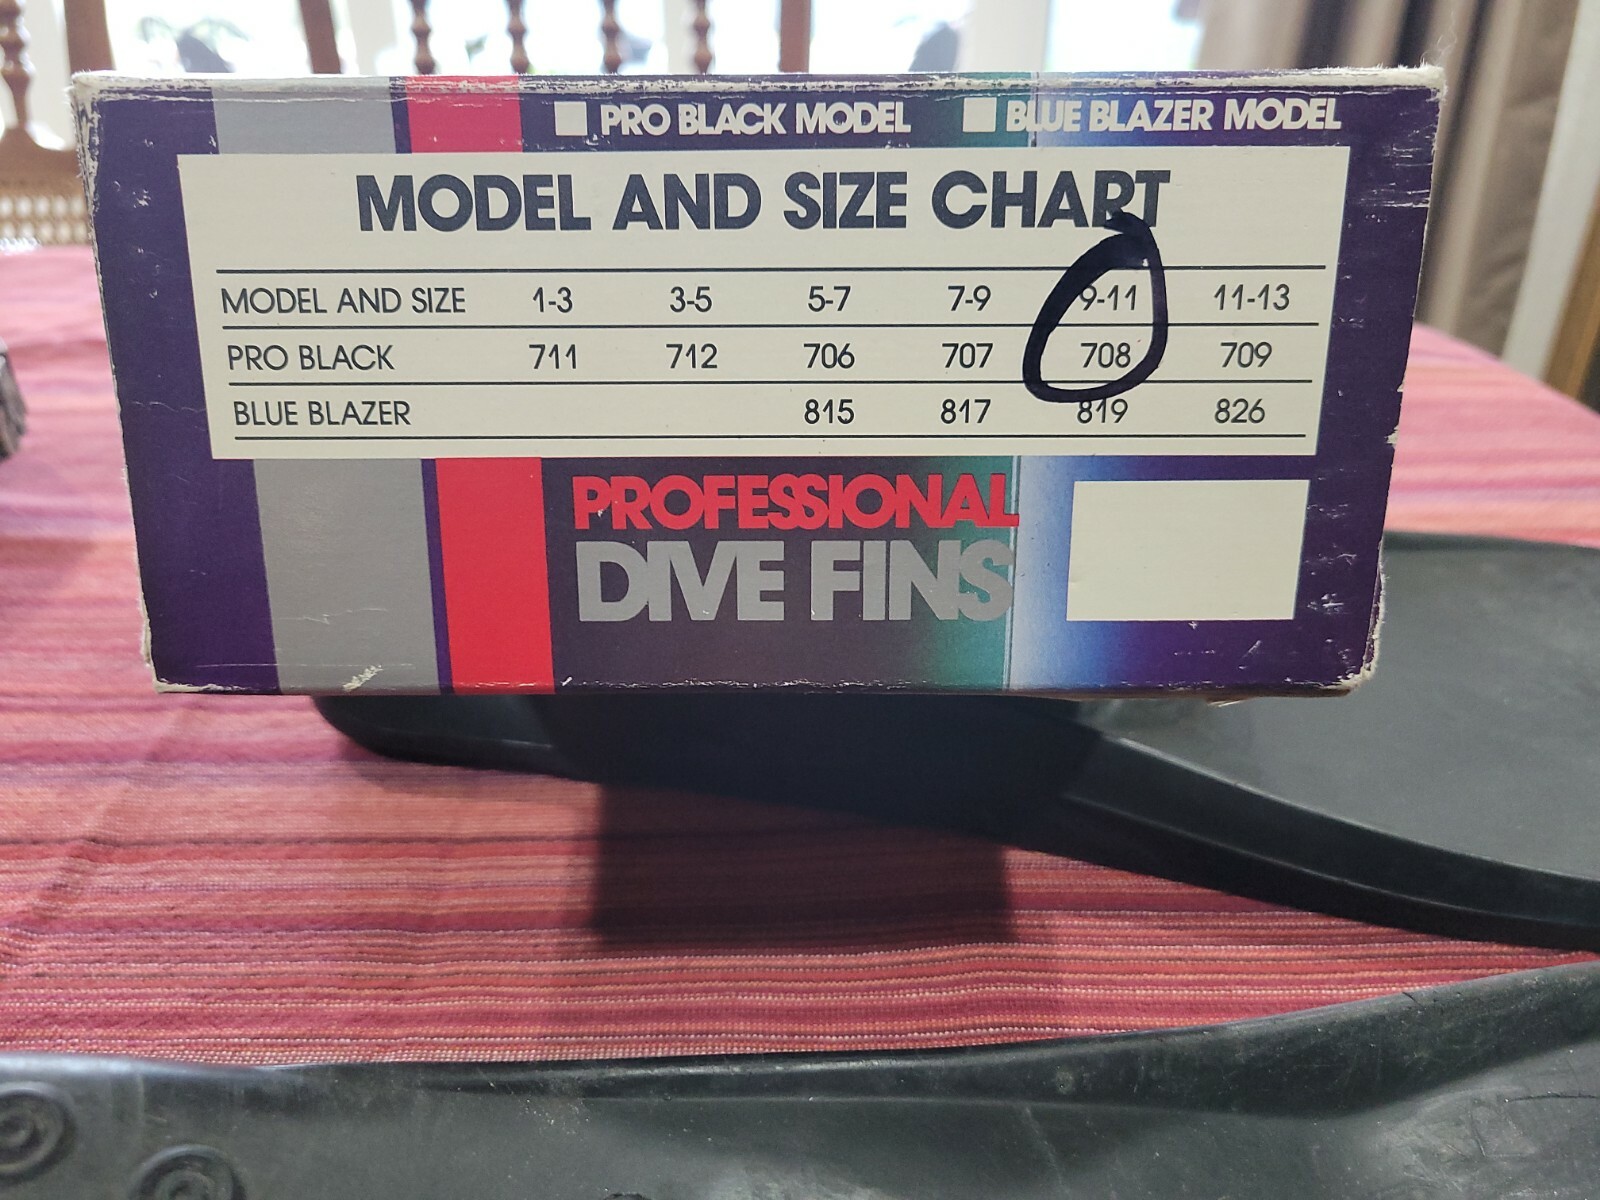 PRO BLACK MODEL BLUE BLAZER MODEL
MODEL AND SIZE CHART
MODEL AND SIZE 1-3 3-5 5-7 7-9 9-11 11-13
PRO BLACK 711 712 706 707 708 709
BLUE BLAZER 815 817 819 826
PROFESSIONAL
DIVE FINS